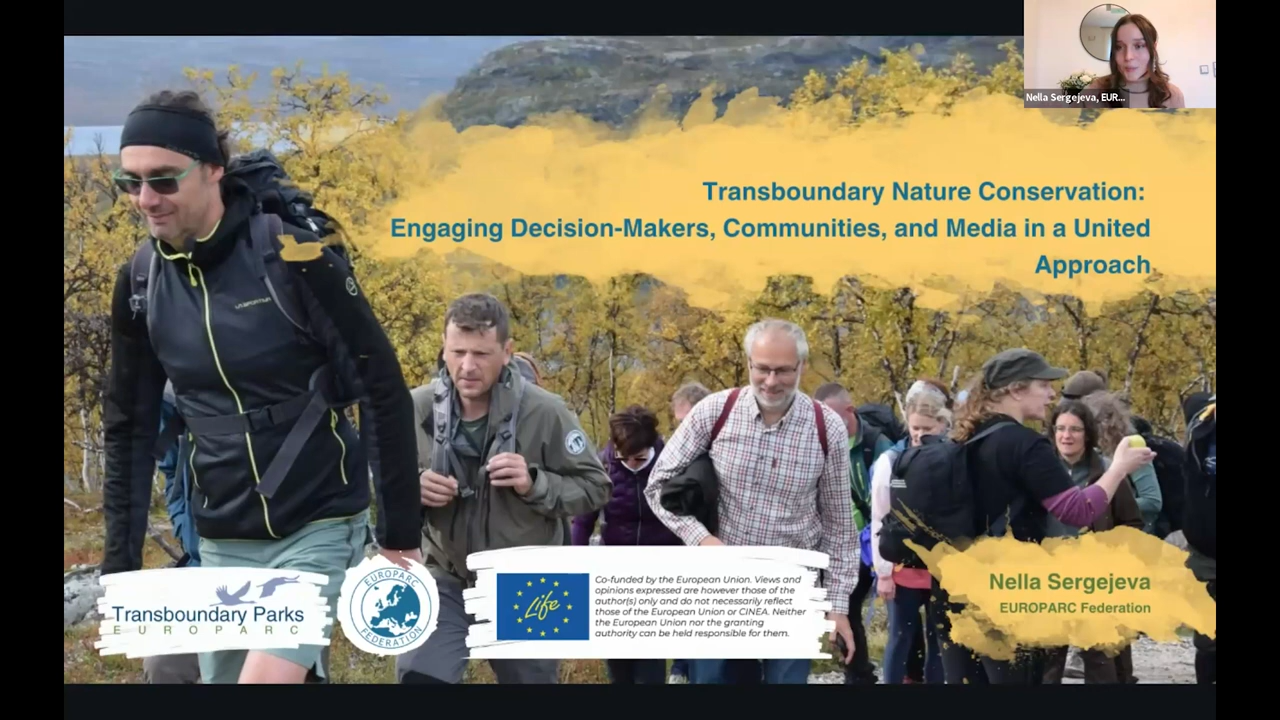 Nella Sergejeva, EUR...
Transboundary Nature Conservation:
Engaging Decision-Makers, Communities, and Media in a United
Approach
Transboundary Parks
EUROPARC
EUROPARC
FEDERATION
Life
Co-funded by the European Union. Views and
opinions expressed are however those of the
author(s) only and do not necessarily reflect
those of the European Union or CINEA. Neither
the European Union nor the granting
authority can be held responsible for them.
Nella Sergejeva
EUROPARC Federation